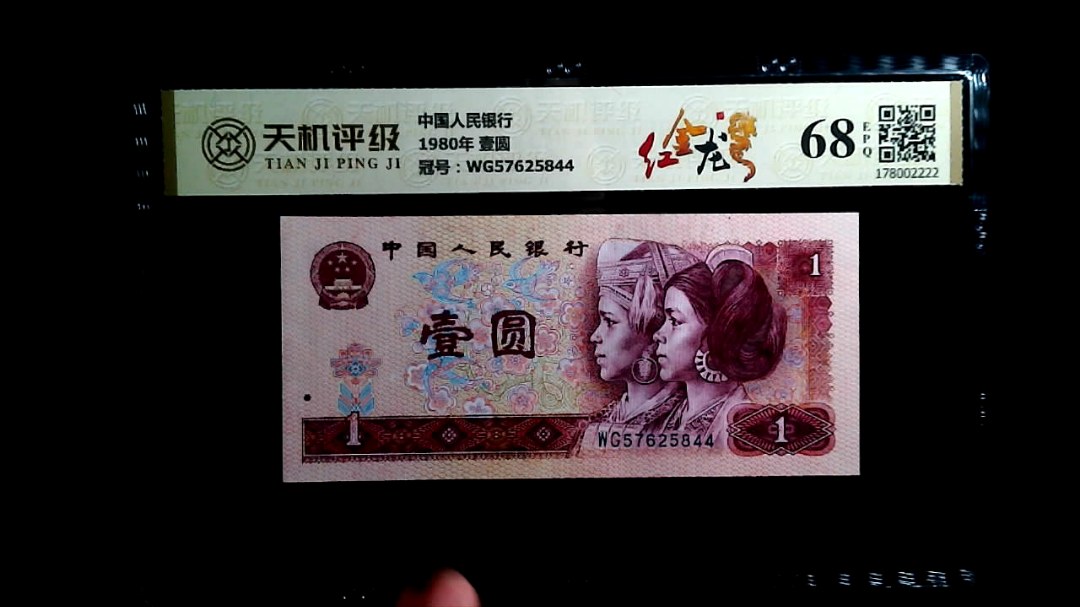 天机评级
TIAN JI PING JI
中国人民银行
1980年 壹圆
冠号：WG57625844
红金龙鹫
68
EPQ
178002222
中国人民银行
1
壹圆
1
WG57625844
1